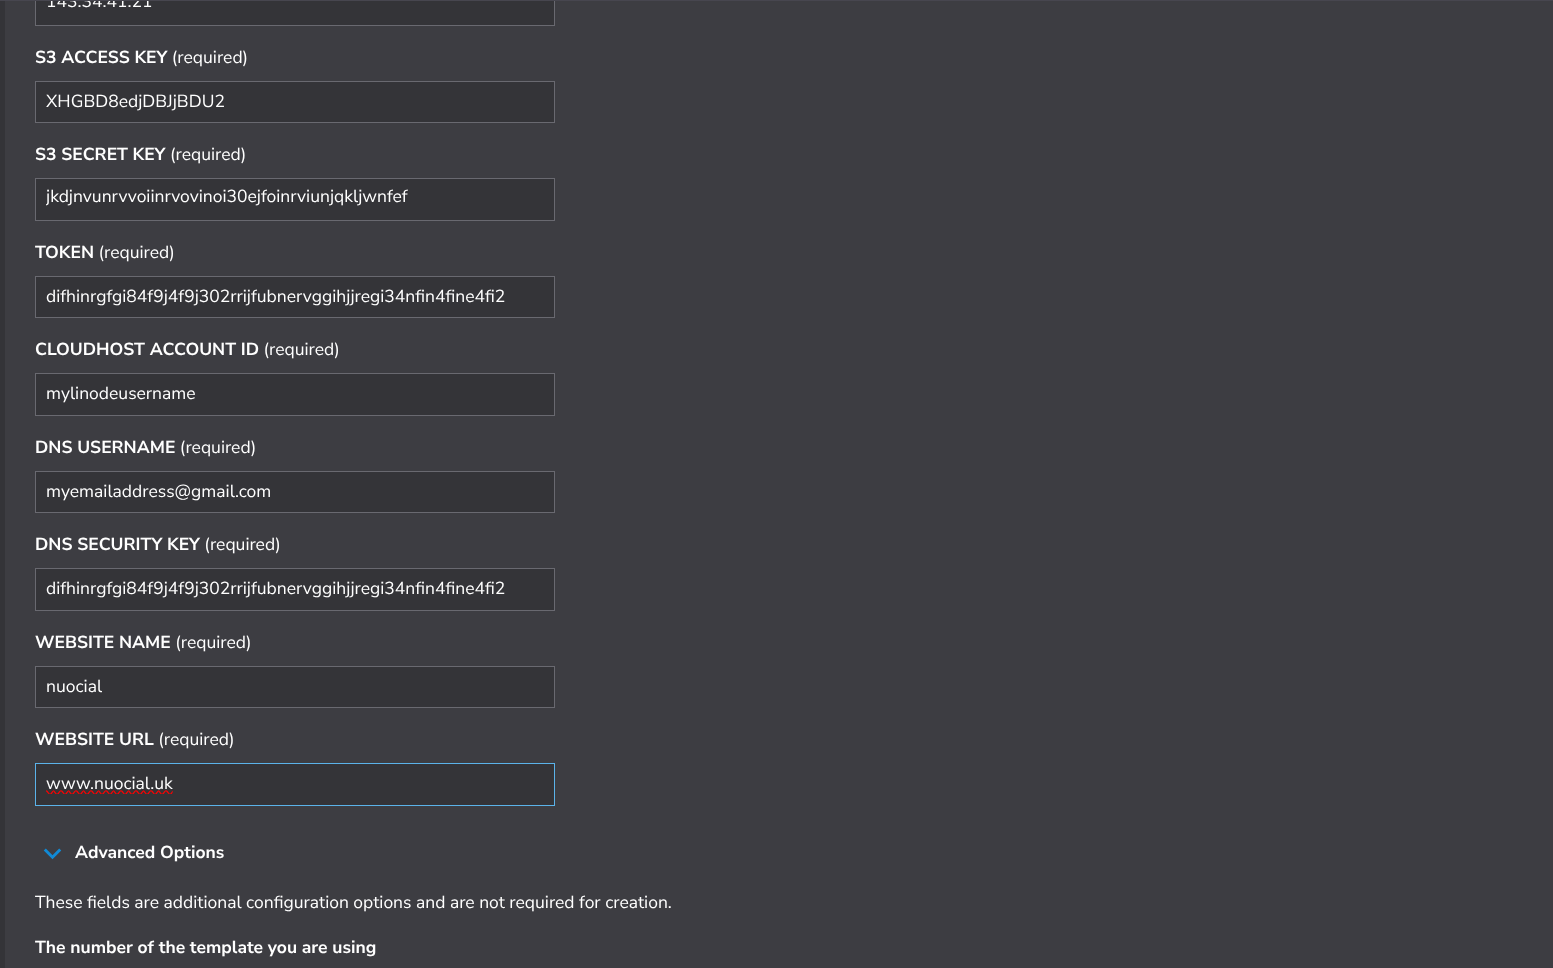 143.34.41.21
S3 ACCESS KEY (required)
XHGBD8edjDBJjBDU2
S3 SECRET KEY (required)
jkdjnvunrvvoiinrvovinoi30ejfoinrviunjqkljwnfef
TOKEN (required)
difhinrgfgi84f9j4f9j302rrijfubnervggihjjregi34nfin4fine4fi2
CLOUDHOST ACCOUNT ID (required)
mylinodeusername
DNS USERNAME (required)
myemailaddress@gmail.com
DNS SECURITY KEY (required)
difhinrgfgi84f9j4f9j302rrijfubnervggihjjregi34nfin4fine4fi2
WEBSITE NAME (required)
nuocial
WEBSITE URL (required)
www.nuocial.uk
Advanced Options
These fields are additional configuration options and are not required for creation.
The number of the template you are using